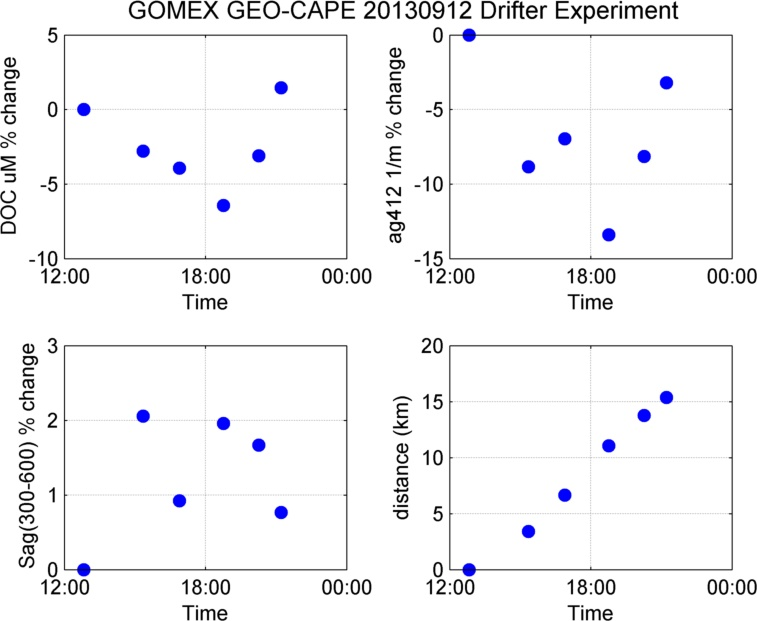 GOMEX GEO-CAPE 20130912 Drifter Experiment
5
0
-5
-10
DOC uM % change
12:00 18:00 00:00
Time
0
-5
-10
-15
ag412 1/m % change
12:00 18:00 00:00
Time
3
2
1
0
Sag(300-600) % change
12:00 18:00 00:00
Time
20
15
10
5
0
distance (km)
12:00 18:00 00:00
Time